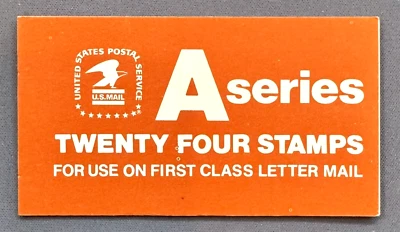 UNITED STATES POSTAL SERVICE
U.S.MAIL
A series
TWENTY FOUR STAMPS
FOR USE ON FIRST CLASS LETTER MAIL